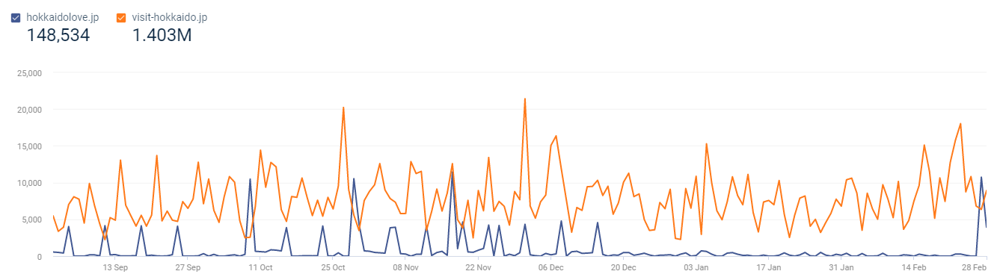 hokkaidolove.jp visit-hokkaido.jp
148,534 1.403M
25,000
20,000
15,000
10,000
5,000
0
13 Sep 27 Sep 11 Oct 25 Oct 08 Nov 22 Nov 06 Dec 20 Dec 03 Jan 17 Jan 31 Jan 14 Feb 28 Feb